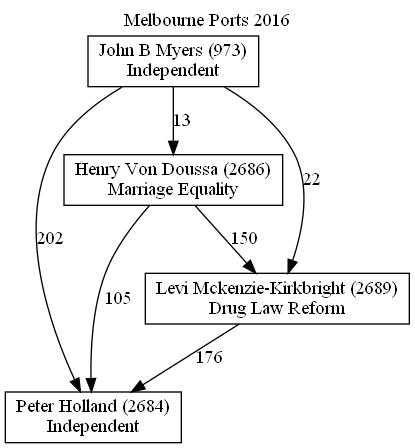 Melbourne Ports 2016
John B Myers (973)
Independent
13
Henry Von Doussa (2686)
Marriage Equality
22
202
150
Levi Mckenzie-Kirkbright (2689)
Drug Law Reform
105
176
Peter Holland (2684)
Independent